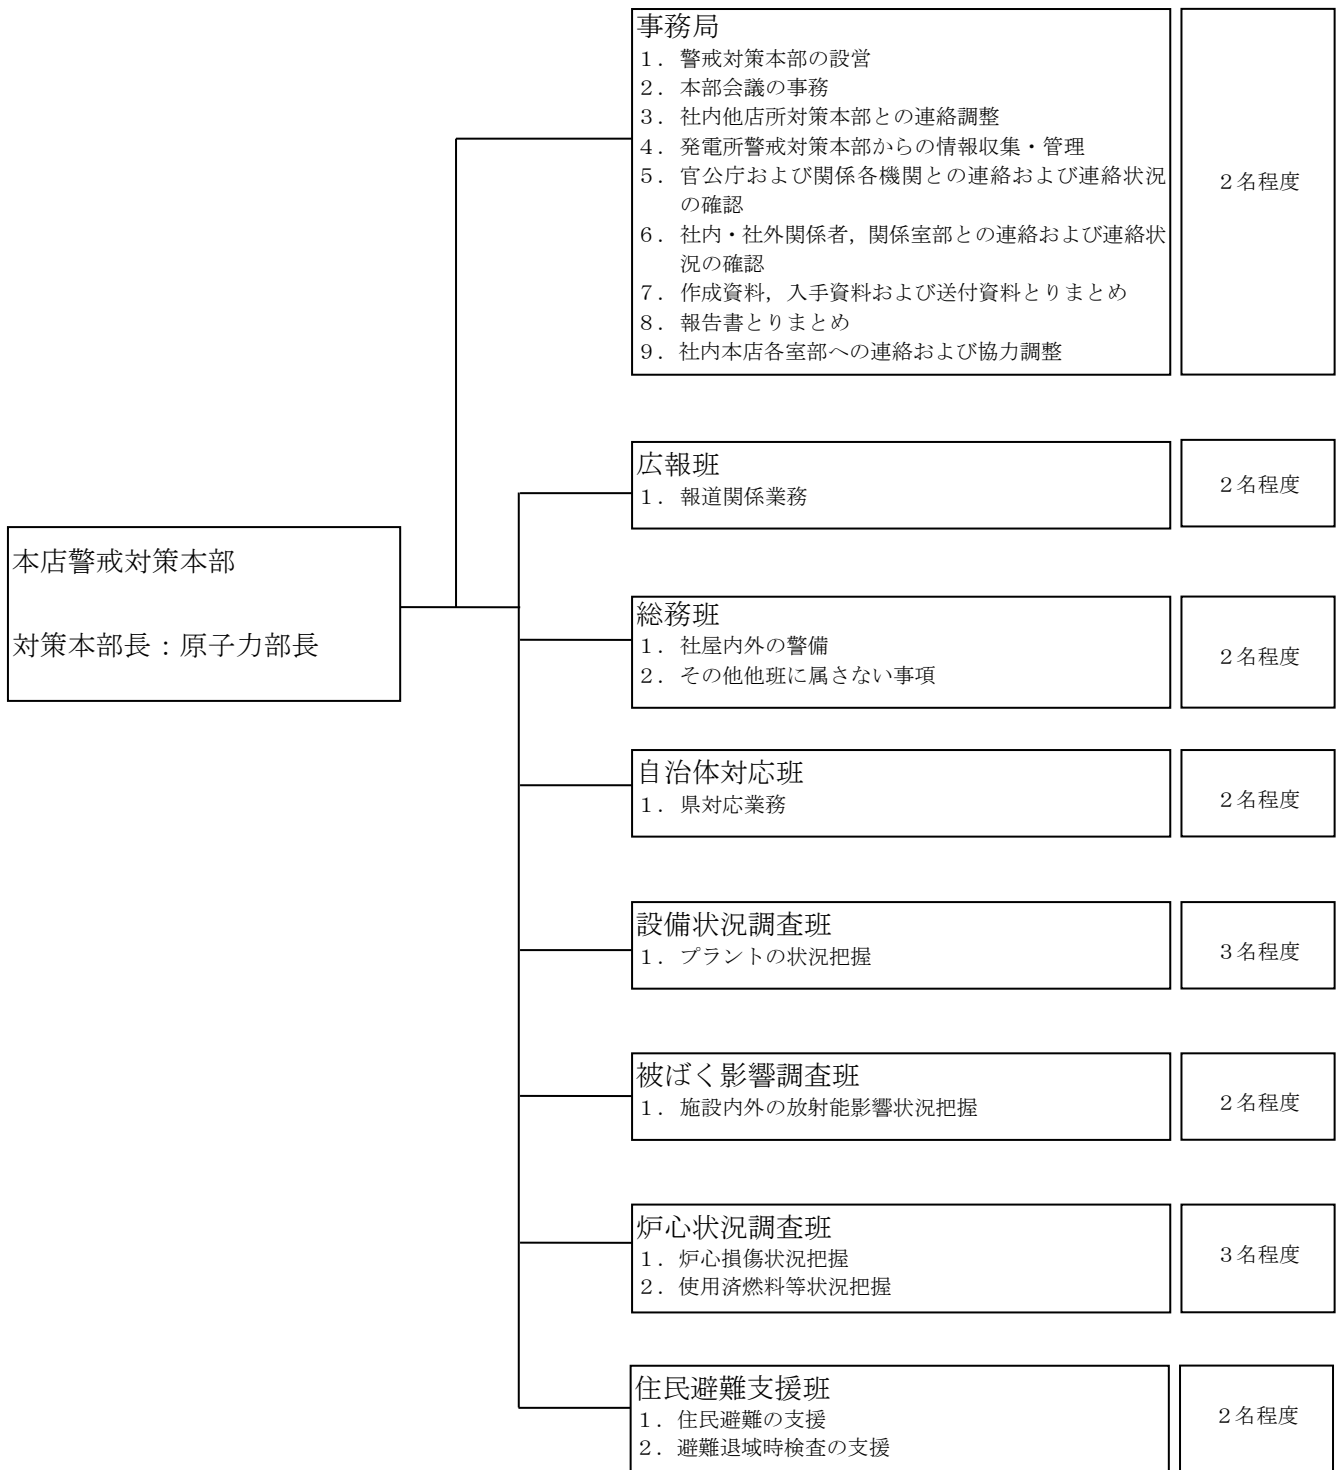 事務局
１．警戒対策本部の設営
２．本部会議の事務
３．社内他店所対策本部との連絡調整
４．発電所警戒対策本部からの情報収集・管理
５．官公庁および関係各機関との連絡および連絡状況
の確認
６．社内・社外関係者，関係室部との連絡および連絡状
況の確認
７．作成資料，入手資料および送付資料とりまとめ
８．報告書とりまとめ
９．社内本店各室部への連絡および協力調整
２名程度
広報班
１．報道関係業務
２名程度
本店警戒対策本部
対策本部長：原子力部長
総務班
１．社屋内外の警備
２．その他他班に属さない事項
２名程度
自治体対応班
１．県対応業務
２名程度
設備状況調査班
１．プラントの状況把握
３名程度
被ばく影響調査班
１．施設内外の放射能影響状況把握
２名程度
炉心状況調査班
１．炉心損傷状況把握
２．使用済燃料等状況把握
３名程度
住民避難支援班
１．住民避難の支援
２．避難退域時検査の支援
２名程度